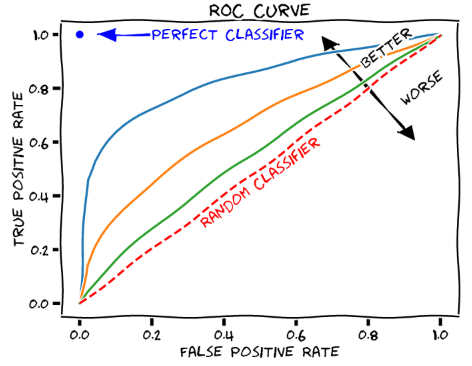 ROC CURVE
PERFECT CLASSIFIER
BETTER
WORSE
RANDOM CLASSIFIER
TRUE POSITIVE RATE
1.0
0.8
0.6
0.4
0.2
0.0
0.0 0.2 0.4 0.6 0.8 1.0
FALSE POSITIVE RATE